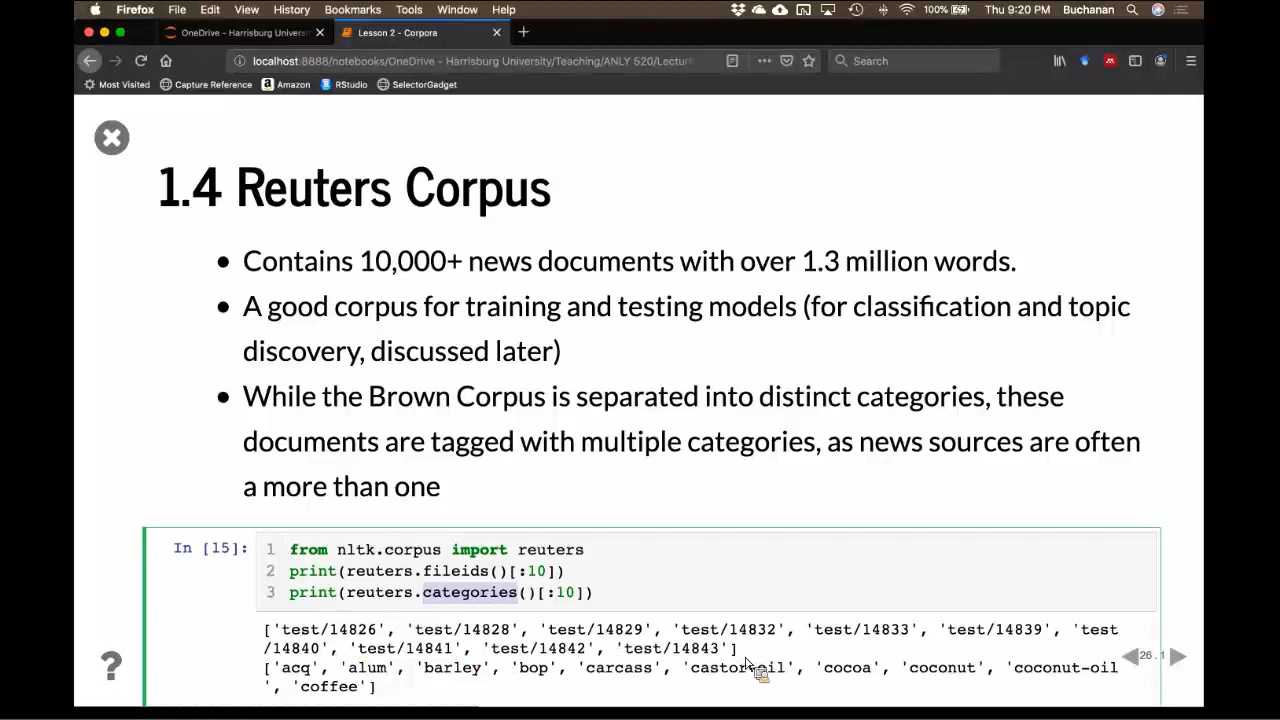 Firefox File Edit View History Bookmarks Tools Window Help 100% Thu 9:20 PM Buchanan
OneDrive - Harrisburg Universi × Lesson 2 - Corpora × +
localhost:8888/notebooks/OneDrive - Harrisburg University/Teaching/ANLY 520/Lectur ••• Search
Most Visited Capture Reference Amazon RStudio SelectorGadget
1.4 Reuters Corpus
• Contains 10,000+ news documents with over 1.3 million words.
• A good corpus for training and testing models (for classification and topic
discovery, discussed later)
• While the Brown Corpus is separated into distinct categories, these
documents are tagged with multiple categories, as news sources are often
a more than one
In [15]: 1 from nltk.corpus import reuters
2 print(reuters.fileids()[:10])
3 print(reuters.categories()[:10])
['test/14826', 'test/14828', 'test/14829', 'test/14832', 'test/14833', 'test/14839', 'test
/14840', 'test/14841', 'test/14842', 'test/14843']
['acq', 'alum', 'barley', 'bop', 'carcass', 'castor-oil', 'cocoa', 'coconut', 'coconut-oil
', 'coffee']
?
26.1